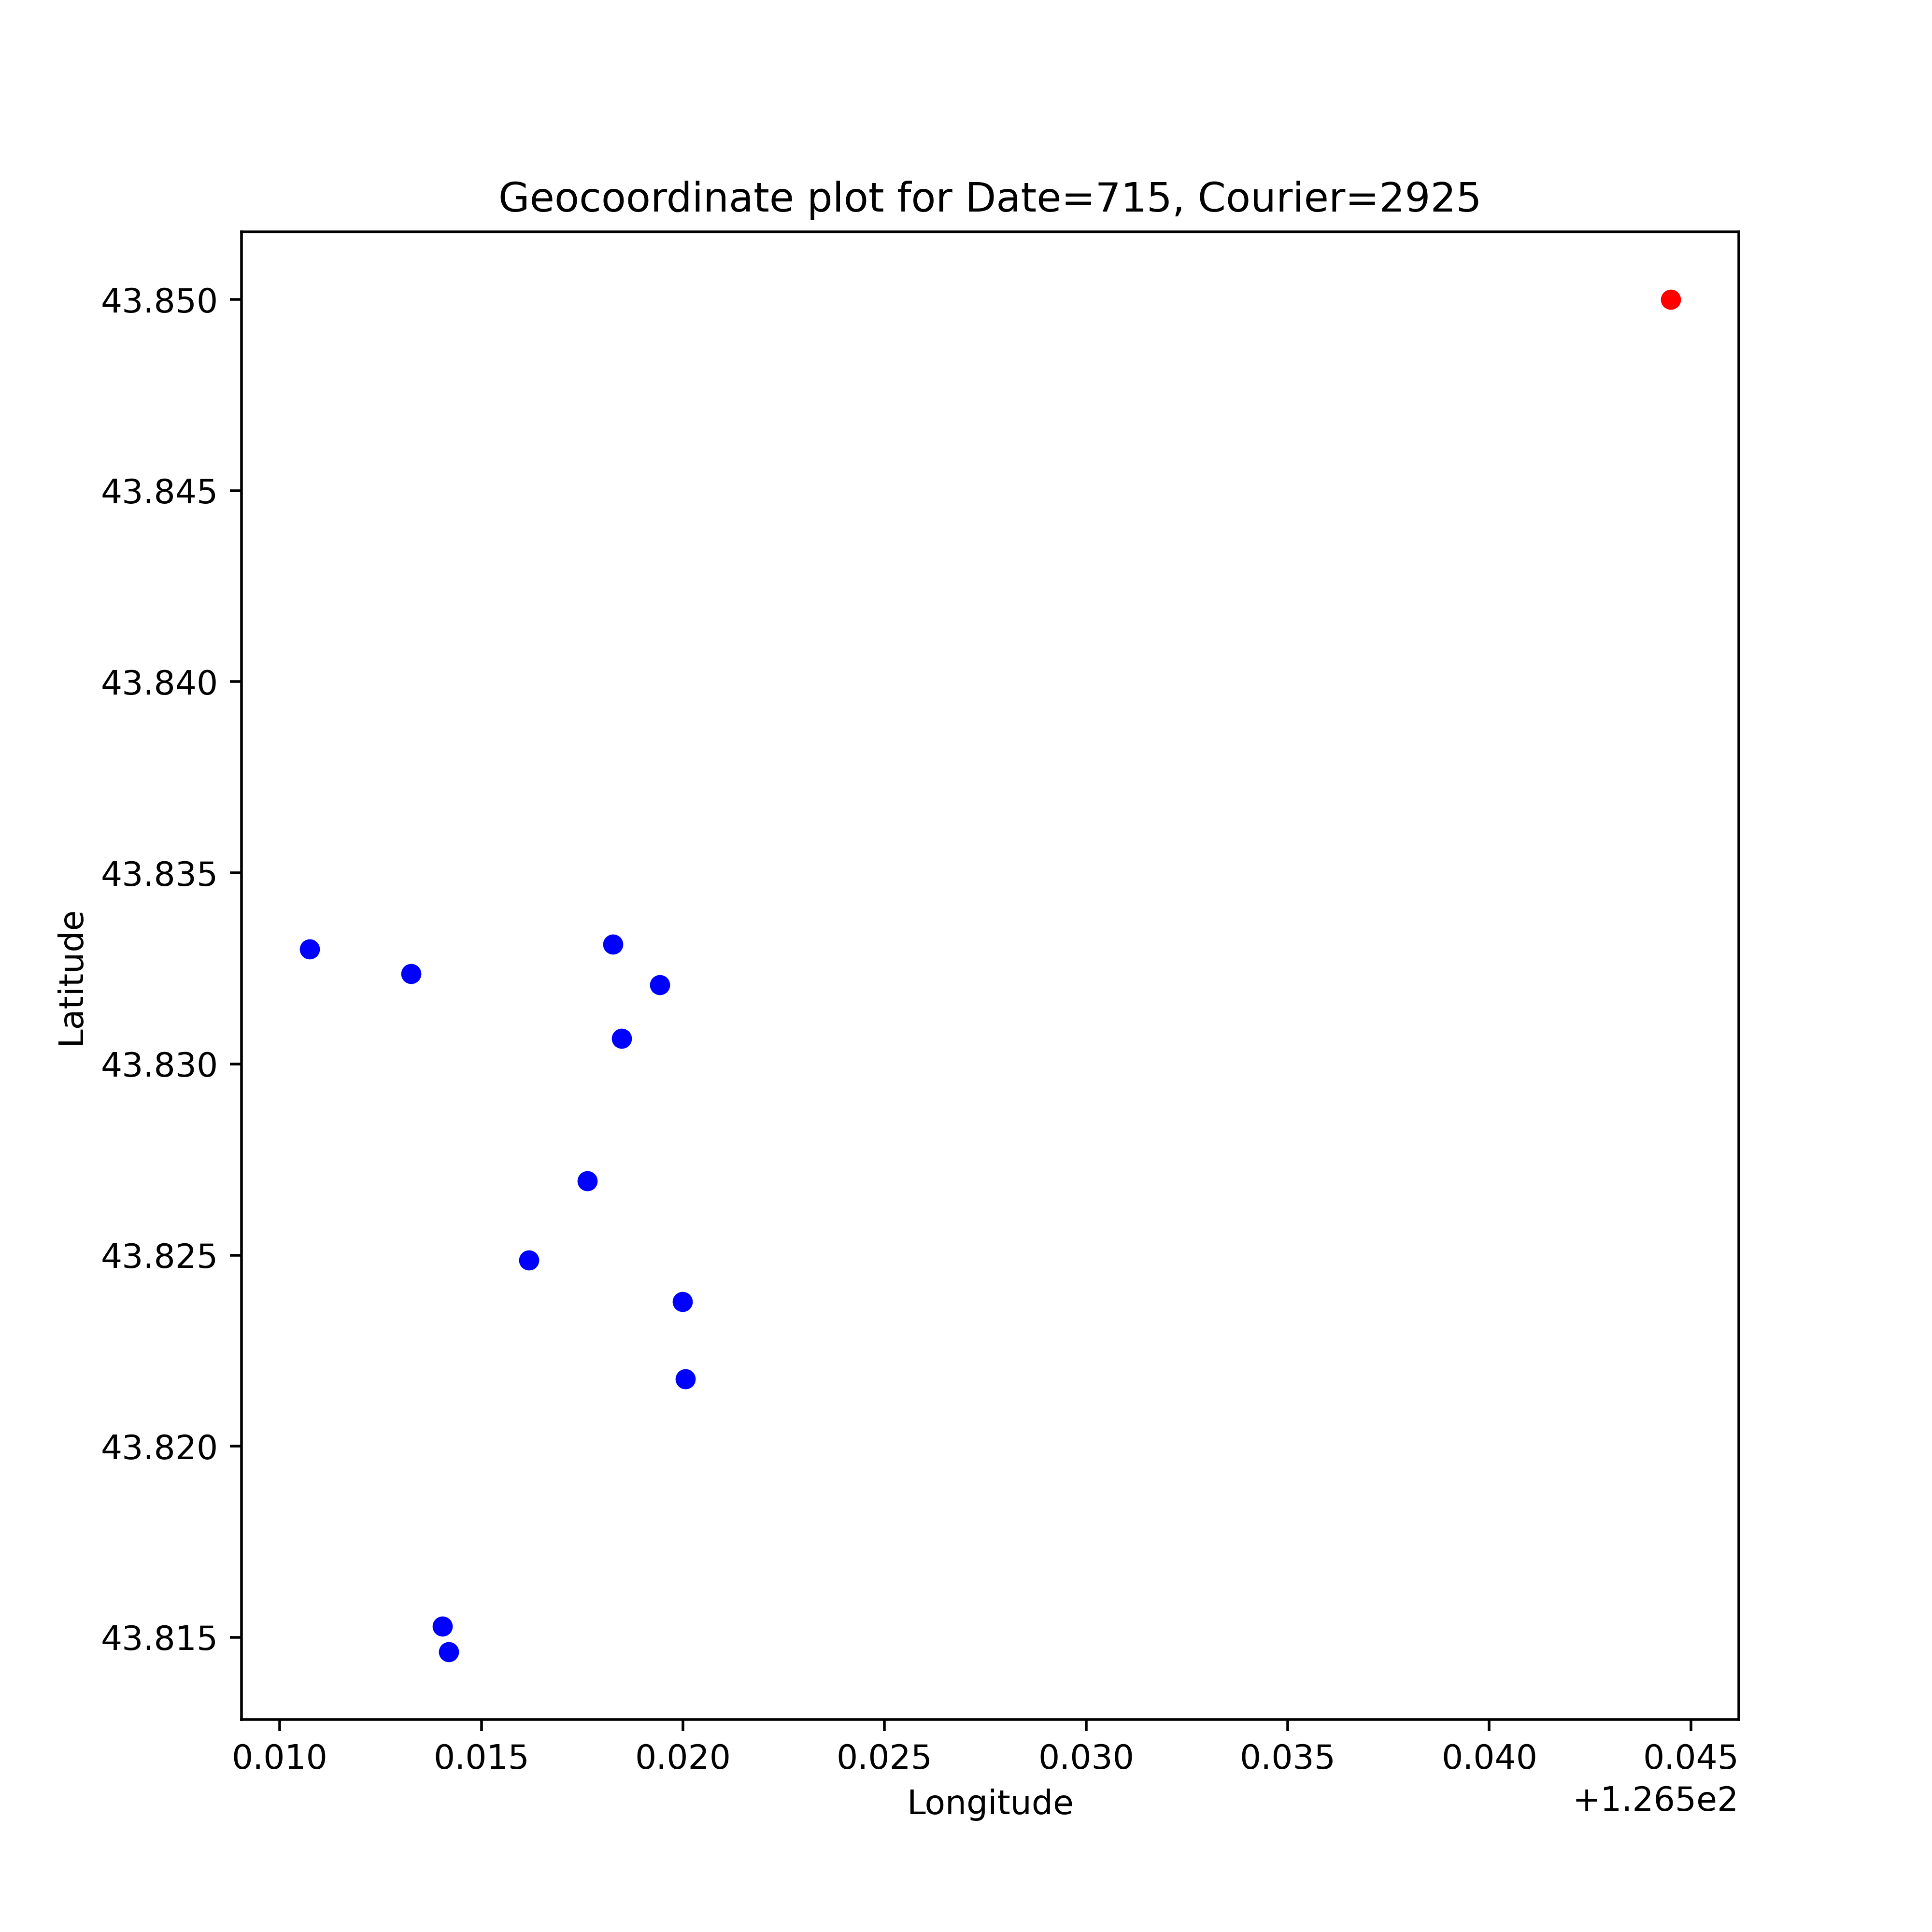 Geocoordinate plot for Date=715, Courier=2925
43.850
43.845
43.840
43.835
43.830
43.825
43.820
43.815
Latitude
0.010 0.015 0.020 0.025 0.030 0.035 0.040 0.045
Longitude
+1.265e2